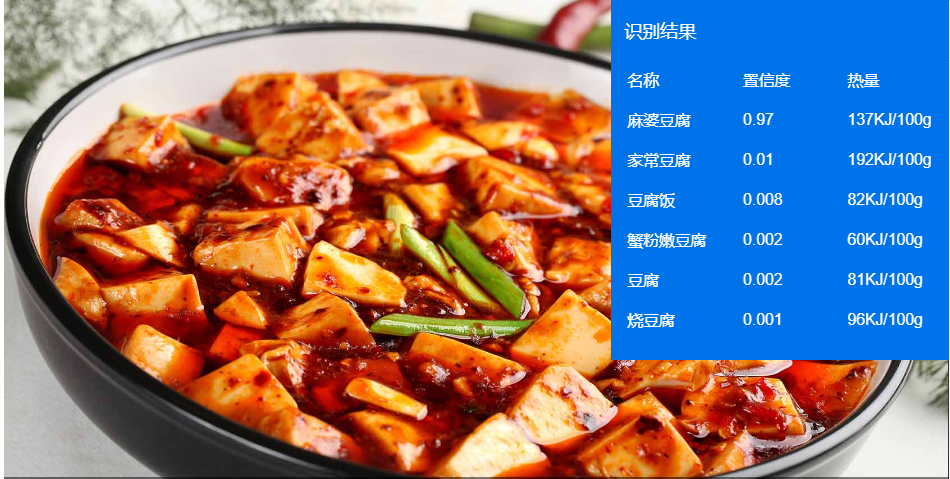 识别结果
名称 置信度 热量
麻婆豆腐 0.97 137KJ/100g
家常豆腐 0.01 192KJ/100g
豆腐饭 0.008 82KJ/100g
蟹粉嫩豆腐 0.002 60KJ/100g
豆腐 0.002 81KJ/100g
烧豆腐 0.001 96KJ/100g